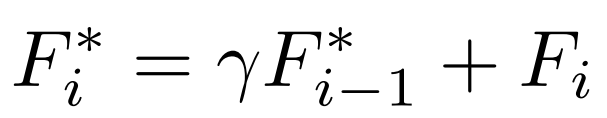 $F_i^* = \gamma F_{i-1}^* + F_i$